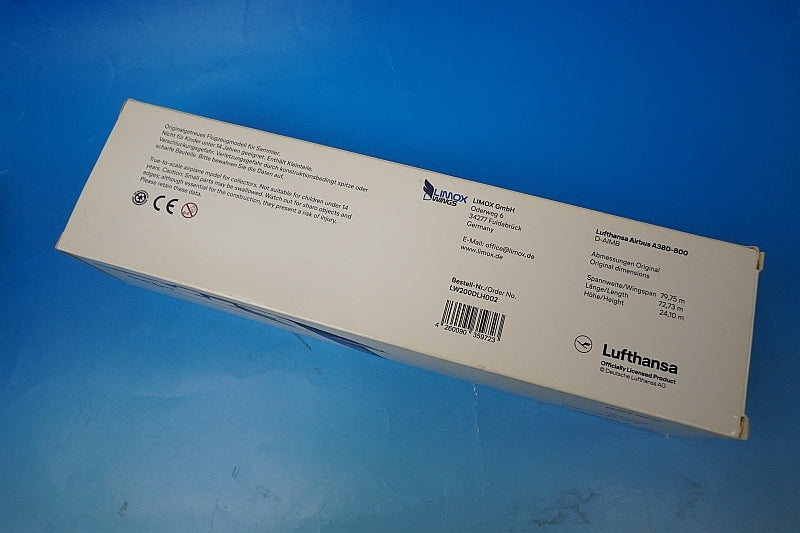 Originalgetreues Flugzeugmodell für Sammler.
Nicht für Kinder unter 14 Jahren geeignet. Enthält Kleinteile,
Verschluckungsgefahr. Verletzungsgefahr durch konstruktionsbedingt spitze oder
scharfe Bauteile. Bitte bewahren Sie die Daten auf.
True-to-scale airplane model for collectors. Not suitable for children under 14
years. Caution. Small parts may be swallowed. Watch out for share objects and
edges; although essential for the construction, they present a risk of injury.
Please retain these data.
CE
LIMOX
WINGS
LIMOX GmbH
Oderweg 6
34277 Fuldabrück
Germany
E-Mail: office@limox.de
www.limox.de
Bestell-Nr./Order No.
LW200DLH002
4 260090 359723
Lufthansa Airbus A380-800
D-AIMB
Abmessungen Original
Original dimensions
Spannweite/Wingspan 79,75 m
Länge/Length 72,73 m
Höhe/Height 24,10 m
Lufthansa
Officially Licensed Product
© Deutsche Lufthansa AG